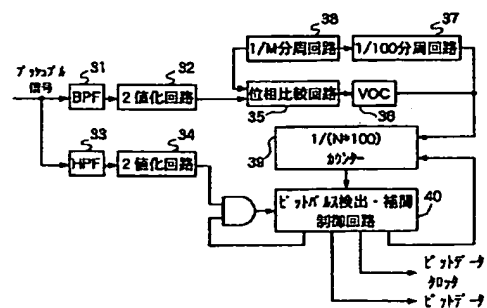 38
37
1/M分周回路
1/100分周回路
プッシュプル
信号
31
32
BPF
2値化回路
位相比較回路
VOC
35
36
33
34
HPF
2値化回路
39
1/(N*100)
カウンター
ビットパルス検出・補間
制御回路
40
ビットデータ
クロック
ビットデータ